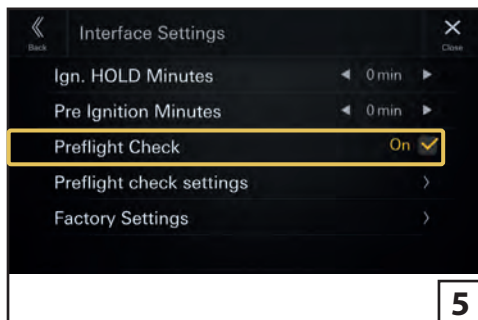 Interface Settings
Back
Close
Ign. HOLD Minutes 0 min
Pre Ignition Minutes 0 min
Preflight Check On
Preflight check settings
Factory Settings
5